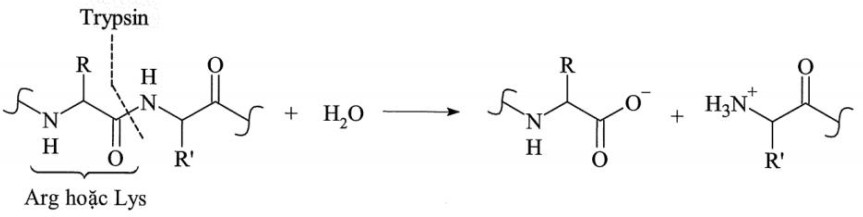 Trypsin
R H O
N N + H₂O R O⁻ + H₃N⁺ O
H O R' N H O R'
Arg hoặc Lys